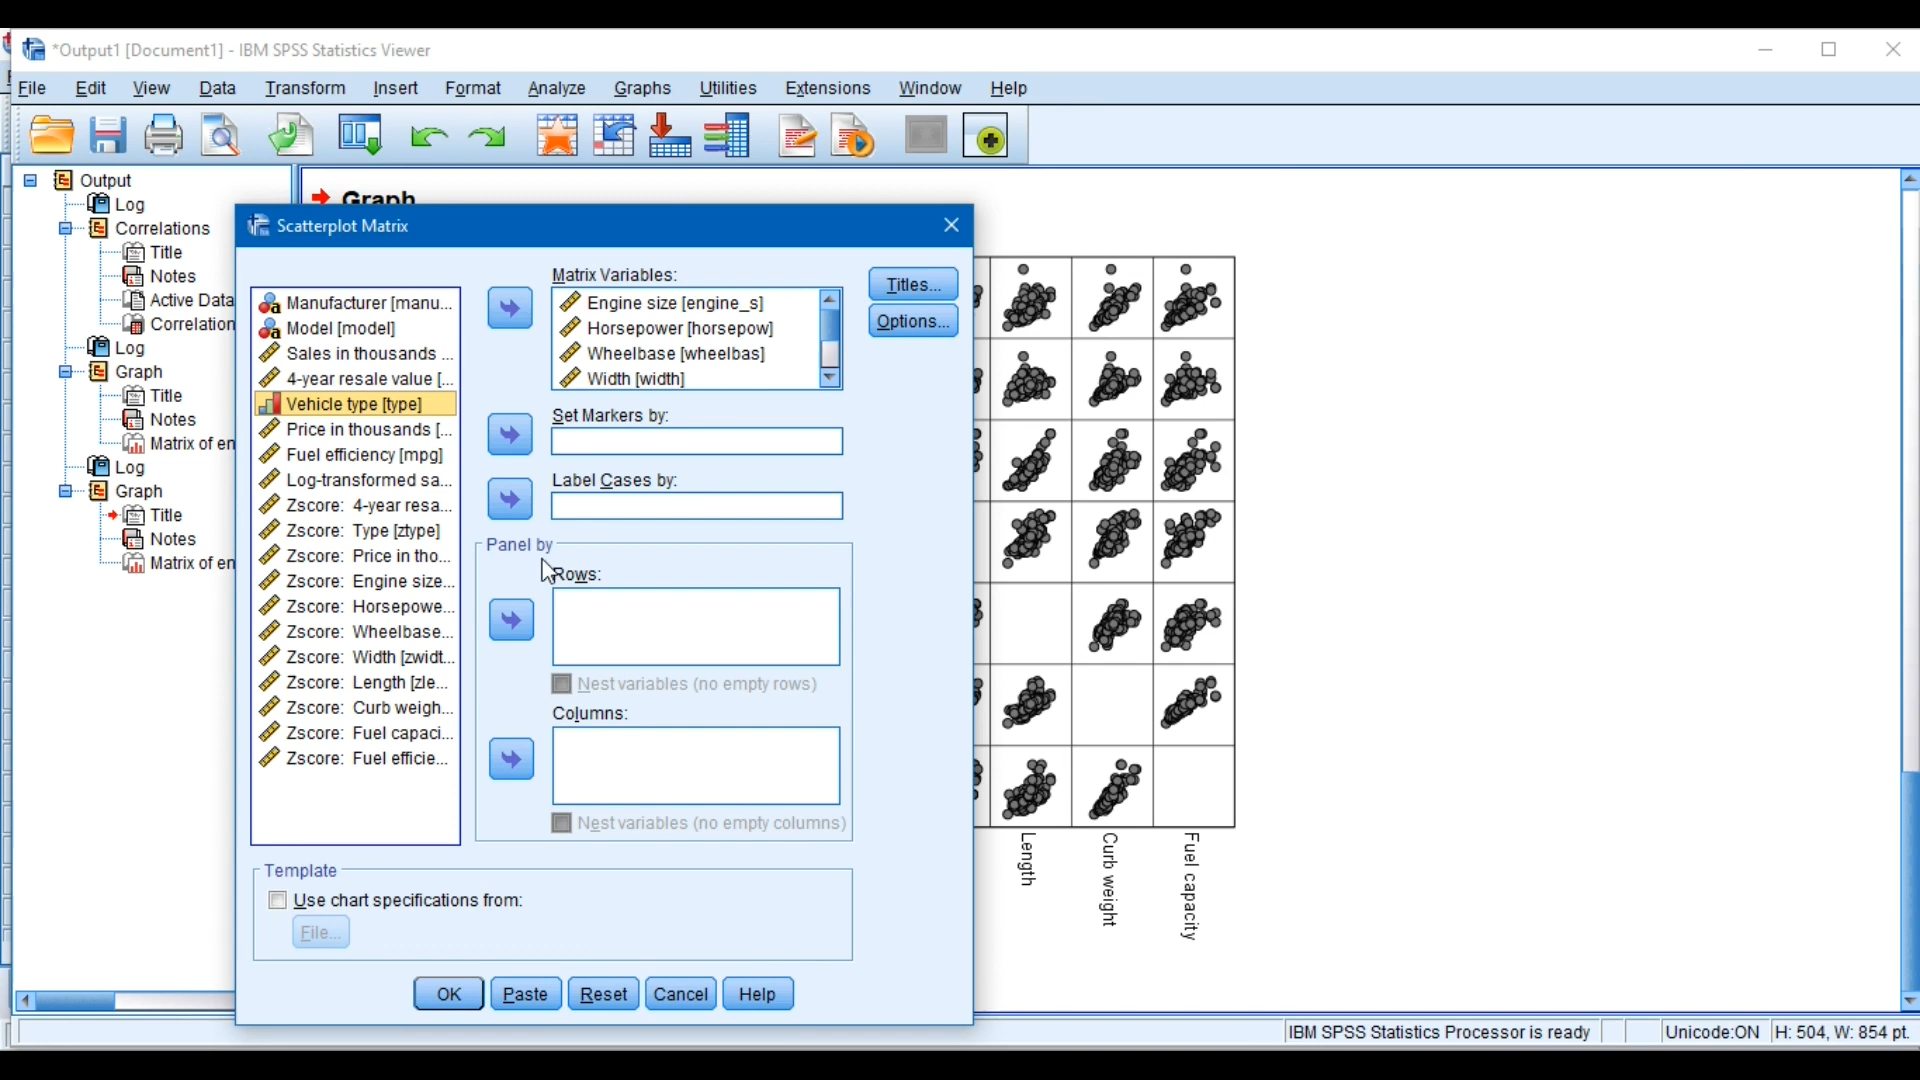 *Output1 [Document1] - IBM SPSS Statistics Viewer
File Edit View Data Transform Insert Format Analyze Graphs Utilities Extensions Window Help
Output
Log
Correlations
Title
Notes
Active Data
Correlation
Log
Graph
Title
Notes
Matrix of en
Log
Graph
Title
Notes
Matrix of en
Graph
Scatterplot Matrix
Manufacturer [manu...
Model [model]
Sales in thousands ...
4-year resale value [...
Vehicle type [type]
Price in thousands [...
Fuel efficiency [mpg]
Log-transformed sa...
Zscore: 4-year resa...
Zscore: Type [ztype]
Zscore: Price in tho...
Zscore: Engine size...
Zscore: Horsepowe...
Zscore: Wheelbase...
Zscore: Width [zwidt...
Zscore: Length [zle...
Zscore: Curb weigh...
Zscore: Fuel capaci...
Zscore: Fuel efficie...
Matrix Variables:
Engine size [engine_s]
Horsepower [horsepow]
Wheelbase [wheelbas]
Width [width]
Titles...
Options...
Set Markers by:
Label Cases by:
Panel by
Rows:
Nest variables (no empty rows)
Columns:
Nest variables (no empty columns)
Template
Use chart specifications from:
File...
OK Paste Reset Cancel Help
Length
Curb weight
Fuel capacity
IBM SPSS Statistics Processor is ready Unicode:ON H: 504, W: 854 pt.